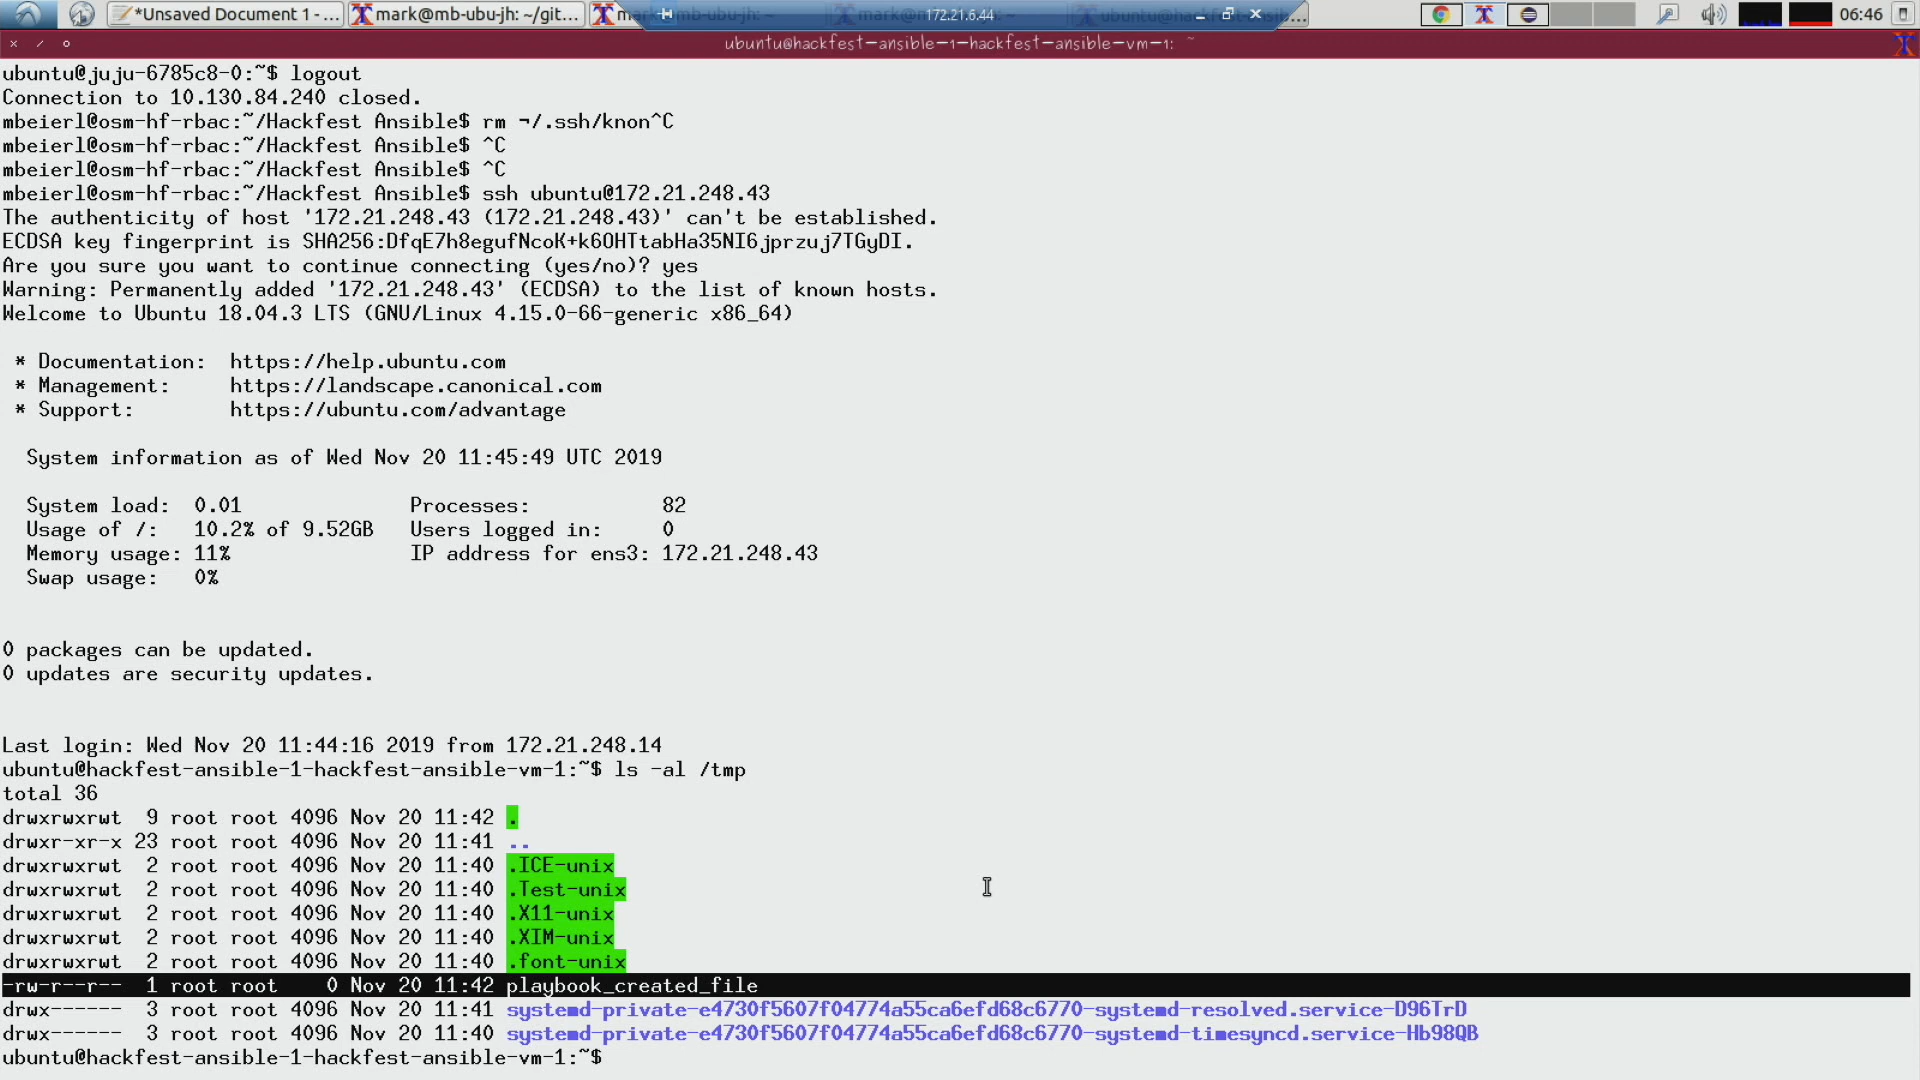 *Unsaved Document 1 - ...
mark@mb-ubu-jh: ~/git...
mark@mb-ubu-jh: ~
172.21.6.44
06:46
ubuntu@hackfest-ansible-1-hackfest-ansible-vm-1: ~
ubuntu@juju-6785c8-0:~$ logout
Connection to 10.130.84.240 closed.
mbeierl@osm-hf-rbac:~/Hackfest Ansible$ rm ¬/.ssh/knon^C
mbeierl@osm-hf-rbac:~/Hackfest Ansible$ ^C
mbeierl@osm-hf-rbac:~/Hackfest Ansible$ ^C
mbeierl@osm-hf-rbac:~/Hackfest Ansible$ ssh ubuntu@172.21.248.43
The authenticity of host '172.21.248.43 (172.21.248.43)' can't be established.
ECDSA key fingerprint is SHA256:DfqE7h8egufNcoK+k6OHTtabHa35NI6jprzuj7TGyDI.
Are you sure you want to continue connecting (yes/no)? yes
Warning: Permanently added '172.21.248.43' (ECDSA) to the list of known hosts.
Welcome to Ubuntu 18.04.3 LTS (GNU/Linux 4.15.0-66-generic x86_64)
* Documentation:  https://help.ubuntu.com
* Management:     https://landscape.canonical.com
* Support:        https://ubuntu.com/advantage
System information as of Wed Nov 20 11:45:49 UTC 2019
System load:  0.01              Processes:           82
Usage of /:   10.2% of 9.52GB   Users logged in:     0
Memory usage: 11%               IP address for ens3: 172.21.248.43
Swap usage:   0%
0 packages can be updated.
0 updates are security updates.
Last login: Wed Nov 20 11:44:16 2019 from 172.21.248.14
ubuntu@hackfest-ansible-1-hackfest-ansible-vm-1:~$ ls -al /tmp
total 36
drwxrwxrwt  9 root root 4096 Nov 20 11:42 .
drwxr-xr-x 23 root root 4096 Nov 20 11:41 ..
drwxrwxrwt  2 root root 4096 Nov 20 11:40 .ICE-unix
drwxrwxrwt  2 root root 4096 Nov 20 11:40 .Test-unix
drwxrwxrwt  2 root root 4096 Nov 20 11:40 .X11-unix
drwxrwxrwt  2 root root 4096 Nov 20 11:40 .XIM-unix
drwxrwxrwt  2 root root 4096 Nov 20 11:40 .font-unix
-rw-r--r--  1 root root    0 Nov 20 11:42 playbook_created_file
drwx------  3 root root 4096 Nov 20 11:41 systemd-private-e4730f5607f04774a55ca6efd68c6770-systemd-resolved.service-D96TrD
drwx------  3 root root 4096 Nov 20 11:40 systemd-private-e4730f5607f04774a55ca6efd68c6770-systemd-timesyncd.service-Hb98QB
ubuntu@hackfest-ansible-1-hackfest-ansible-vm-1:~$